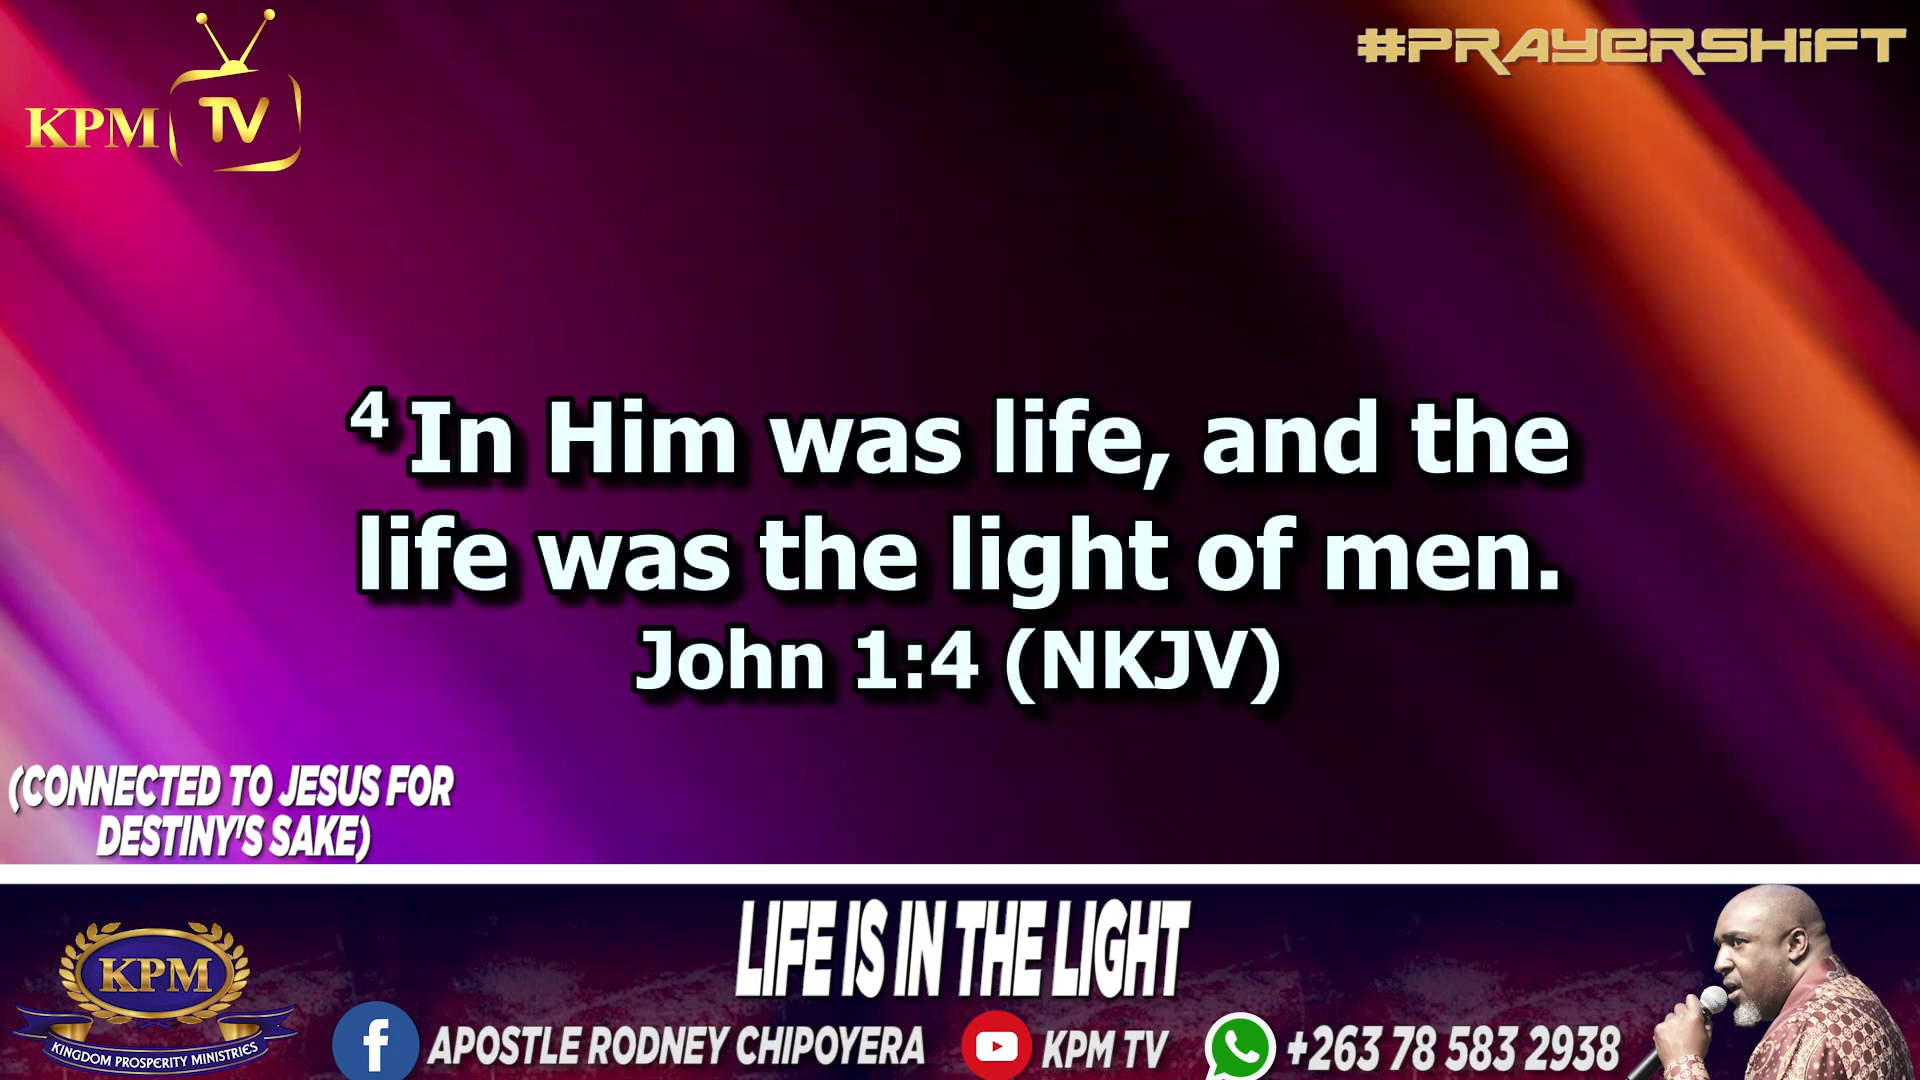 KPM TV
#PRAYERSHIFT
4 In Him was life, and the
life was the light of men.
John 1:4 (NKJV)
(CONNECTED TO JESUS FOR
DESTINY'S SAKE)
LIFE IS IN THE LIGHT
KPM
KINGDOM PROSPERITY MINISTRIES
f APOSTLE RODNEY CHIPOYERA KPM TV +263 78 583 2938